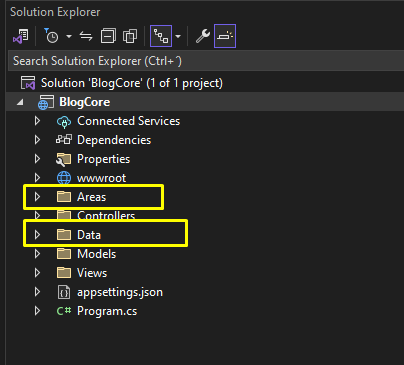 Solution Explorer
Search Solution Explorer (Ctrl+´)
Solution 'BlogCore' (1 of 1 project)
BlogCore
Connected Services
Dependencies
Properties
wwwroot
Areas
Controllers
Data
Models
Views
appsettings.json
C# Program.cs